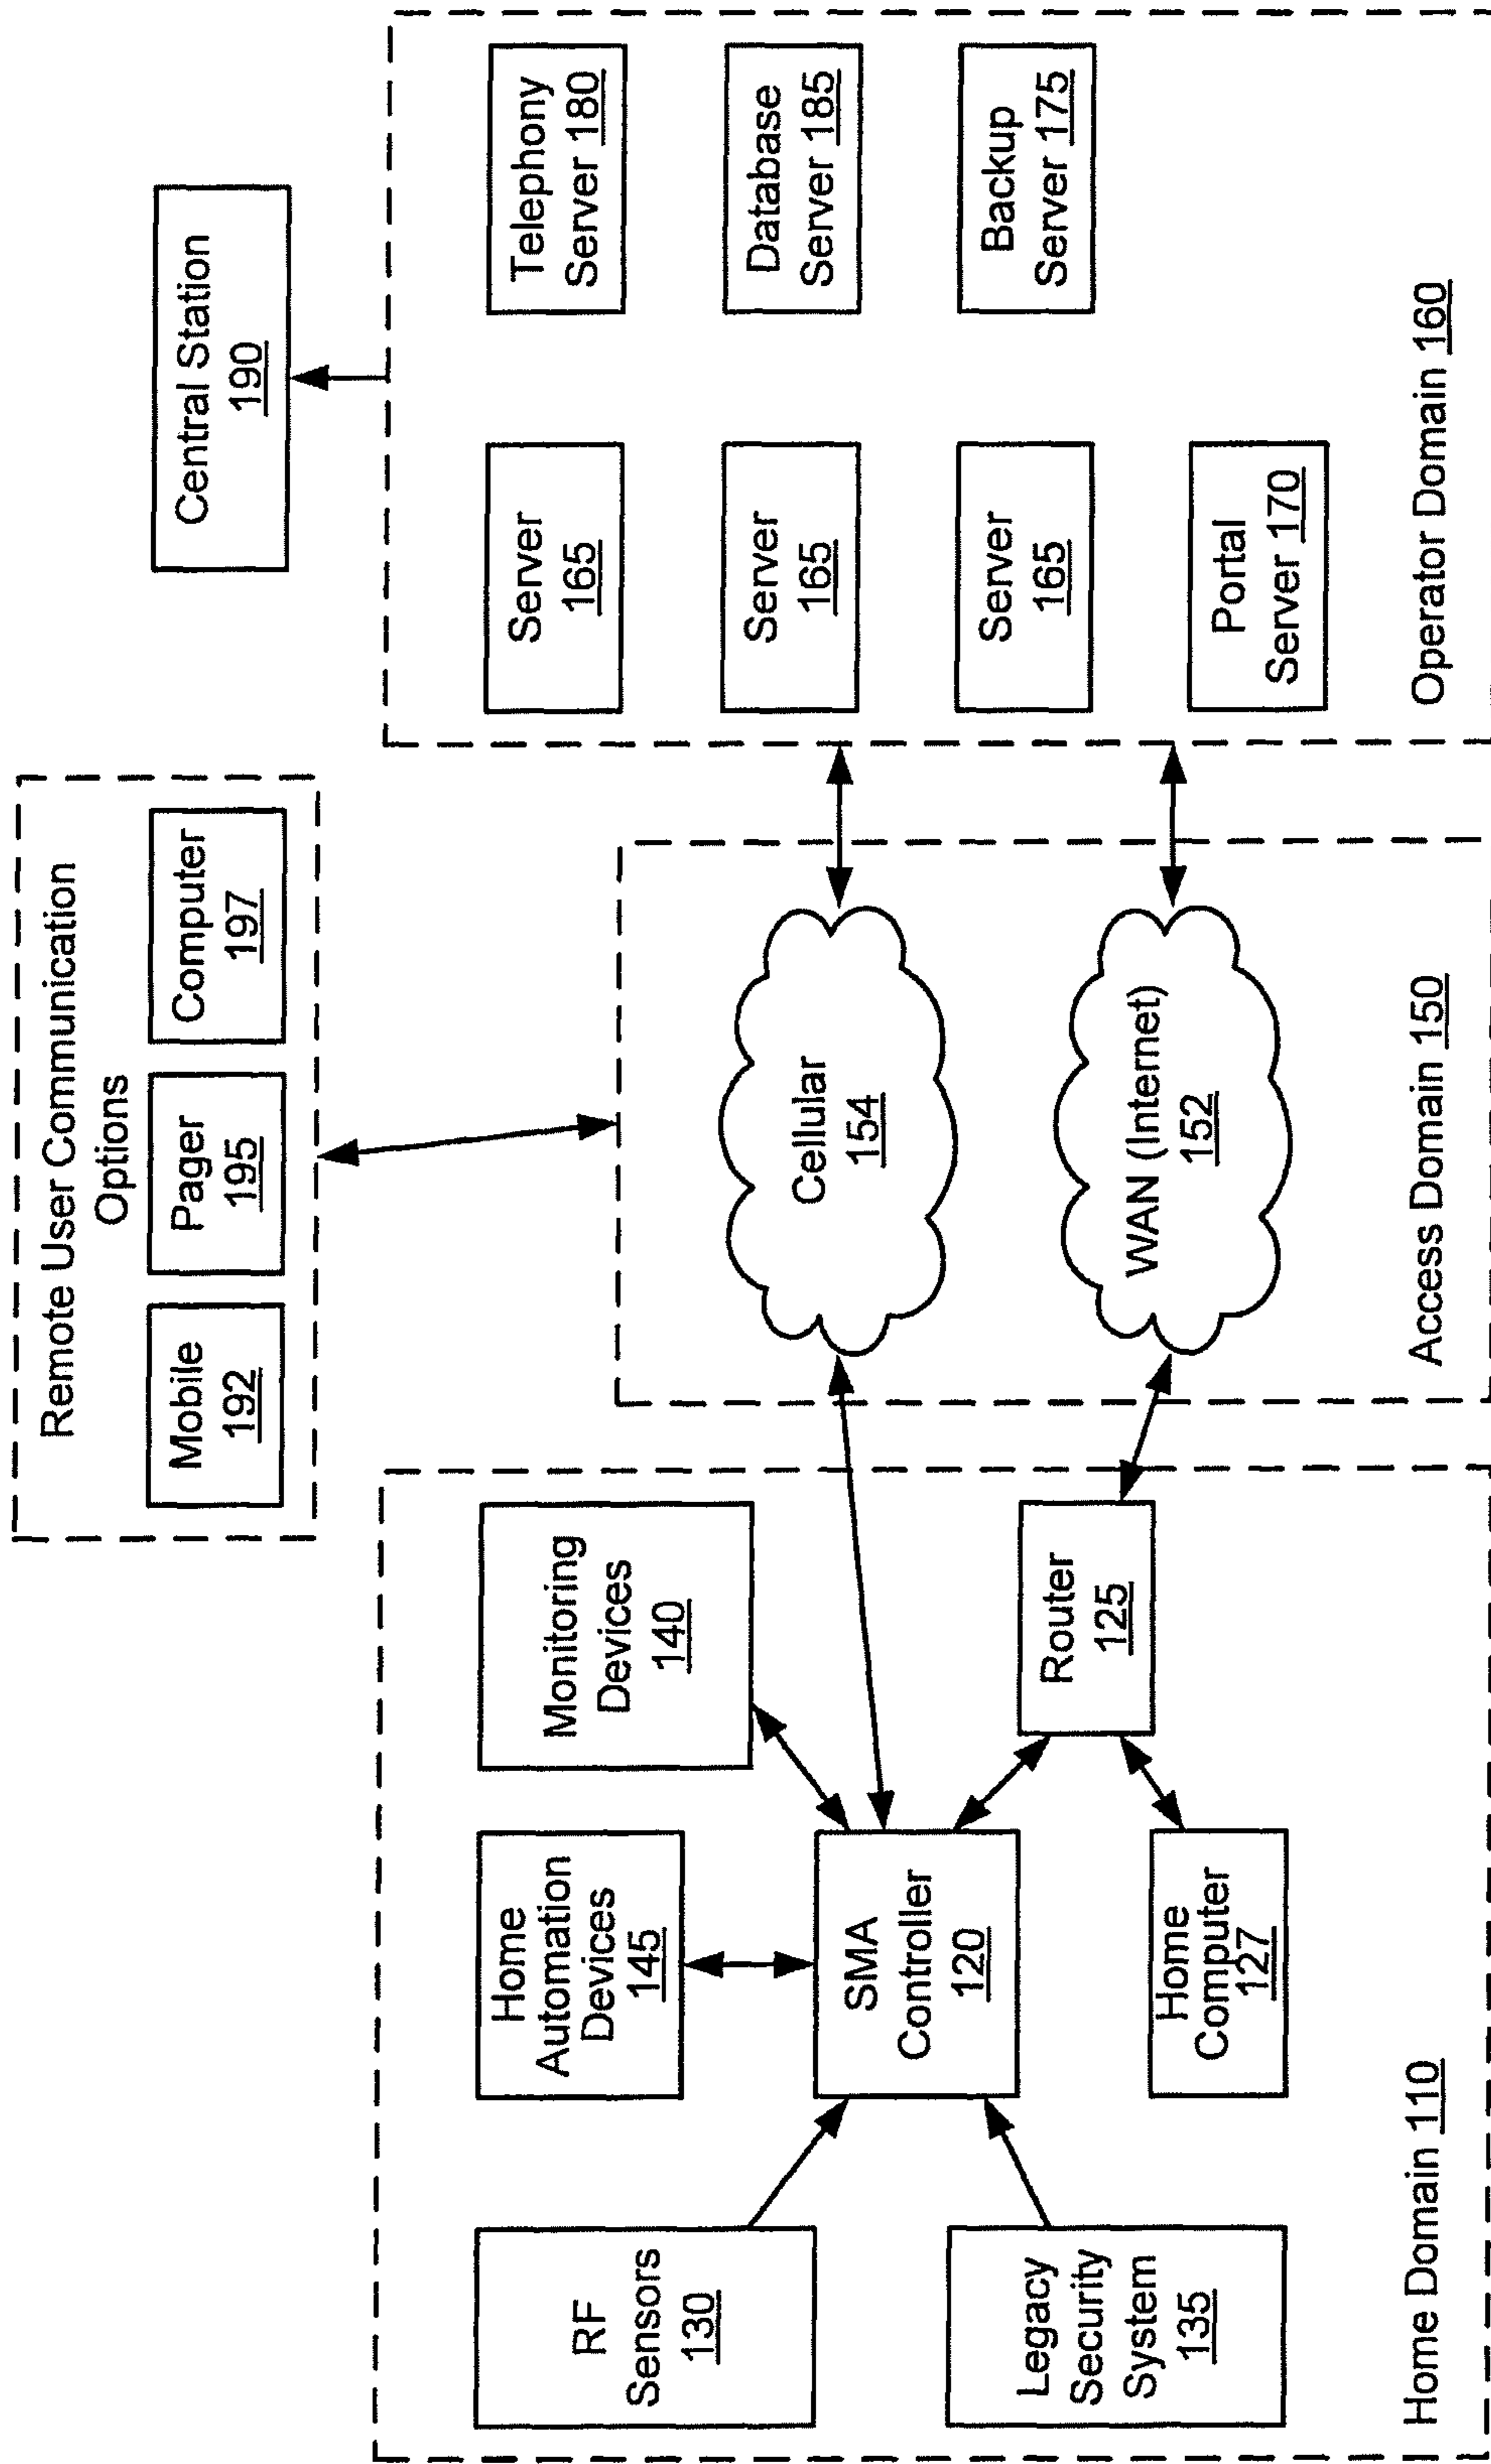 Remote User Communication
Options
Mobile
192
Pager
195
Computer
197
Central Station
190
RF
Sensors
130
Legacy
Security
System
135
Home
Automation
Devices
145
SMA
Controller
120
Home
Computer
127
Monitoring
Devices
140
Router
125
Home Domain 110
Cellular
154
WAN (Internet)
152
Access Domain 150
Server
165
Server
165
Server
165
Portal
Server 170
Telephony
Server 180
Database
Server 185
Backup
Server 175
Operator Domain 160